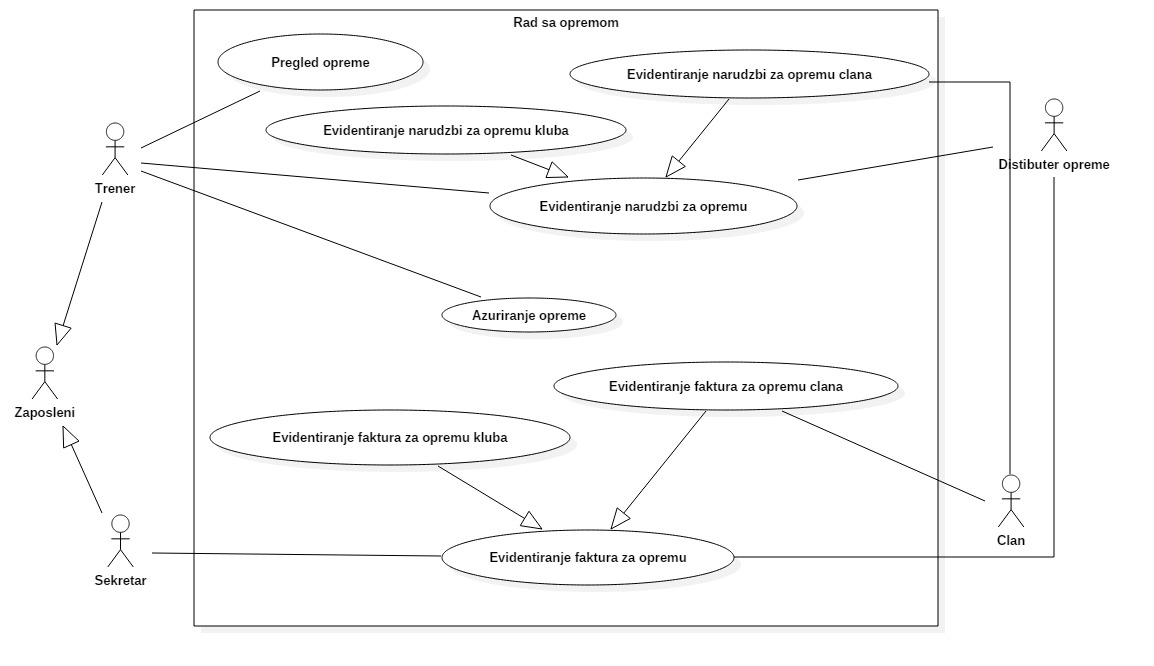 Rad sa opremom
Pregled opreme
Evidentiranje narudzbi za opremu clana
Evidentiranje narudzbi za opremu kluba
Distibuter opreme
Trener
Evidentiranje narudzbi za opremu
Azuriranje opreme
Evidentiranje faktura za opremu clana
Zaposleni
Evidentiranje faktura za opremu kluba
Clan
Evidentiranje faktura za opremu
Sekretar